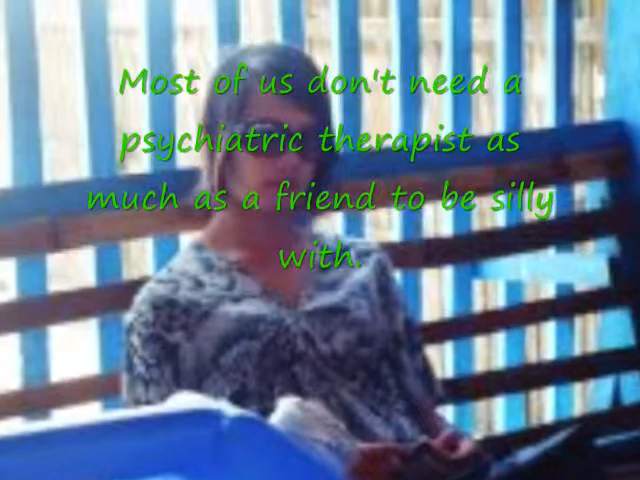 Most of us don't need a
psychiatric therapist as
much as a friend to be silly
with.